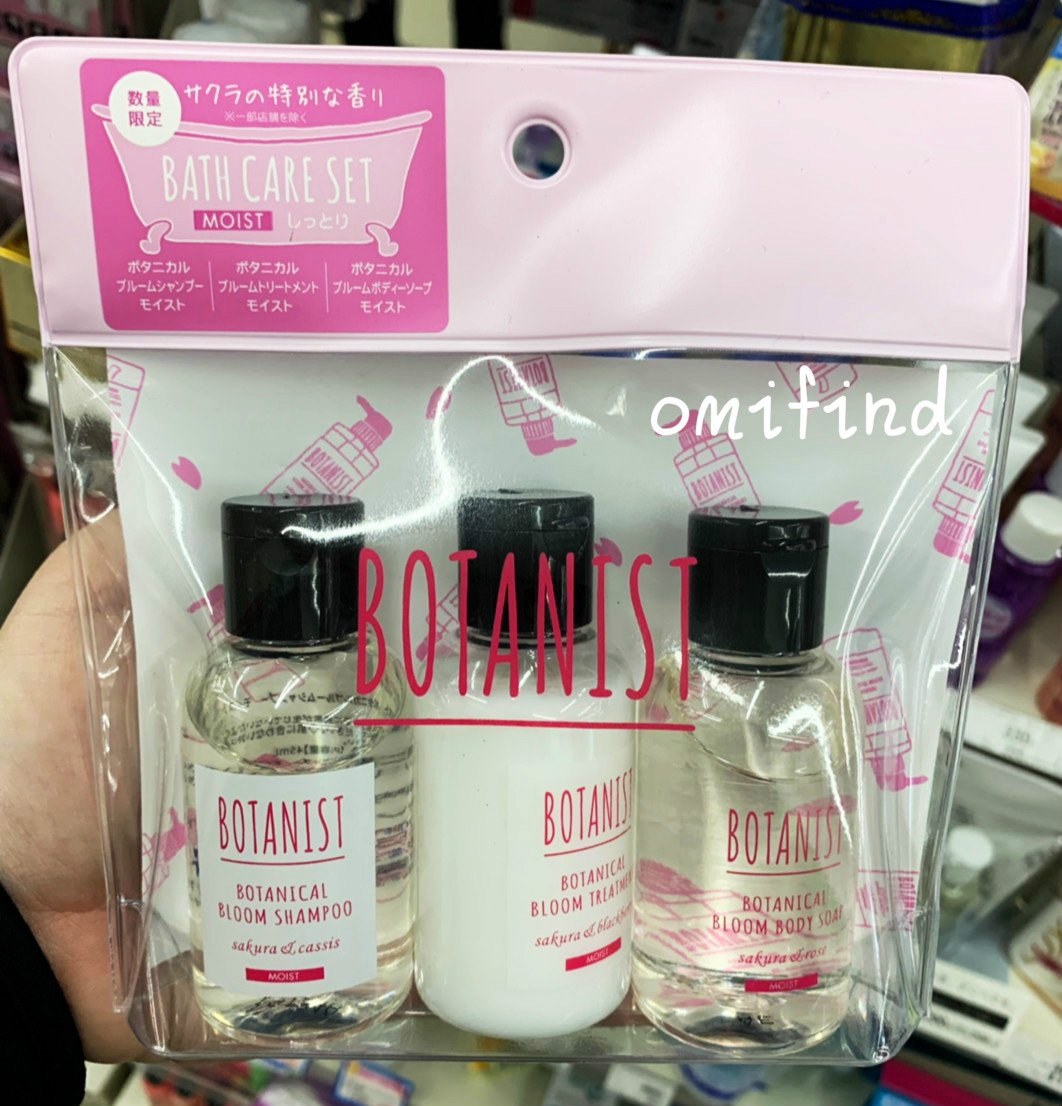 数量
限定
サクラの特別な香り
※一部店舗を除く
BATH CARE SET
MOIST しっとり
ボタニカル
ブルームシャンプー
モイスト
ボタニカル
ブルームトリートメント
モイスト
ボタニカル
ブルームボディーソープ
モイスト
omifind
BOTANIST
BOTANIST
BOTANICAL
BLOOM SHAMPOO
sakura & cassis
MOIST
BOTANIST
BOTANICAL
BLOOM TREATMEN
sakura &
MOIST
BOTANIST
BOTANICAL
BLOOM BODY SOAP
sakura & rose
MOIST
BOTANIST
BOTANIST
BOTANIST